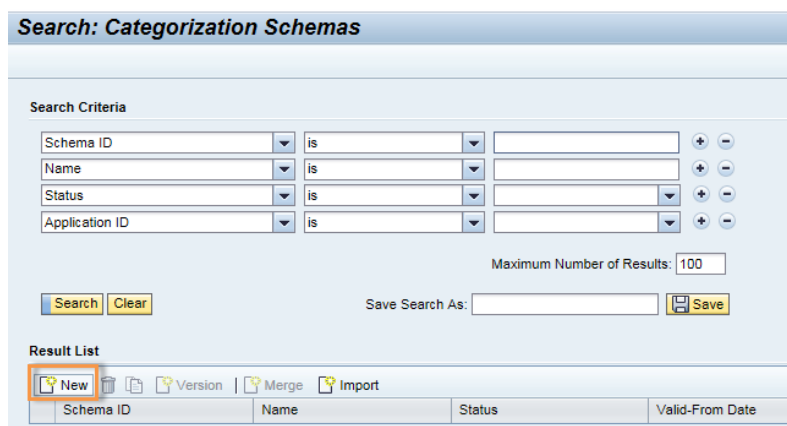 Search: Categorization Schemas
Search Criteria
Schema ID is
Name is
Status is
Application ID is
Maximum Number of Results: 100
Search Clear Save Search As: Save
Result List
New Version | Merge Import
Schema ID Name Status Valid-From Date